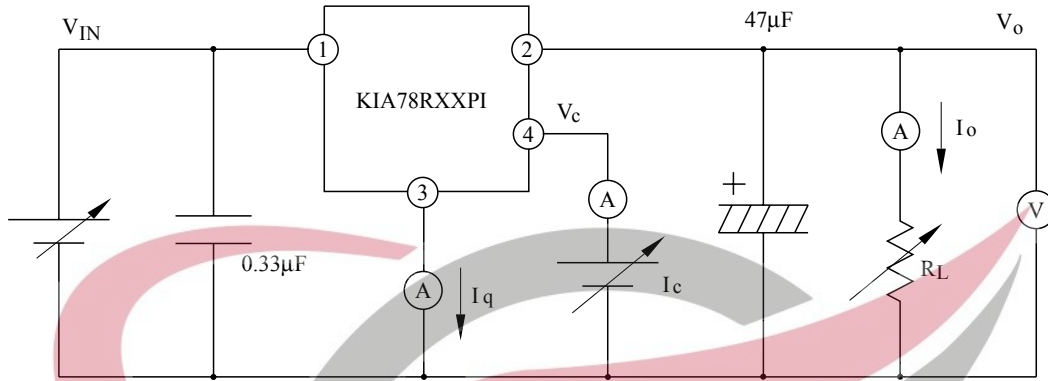 V_IN
47μF
V_o
1
2
KIA78RXXPI
V_c
4
A
I_o
3
A
+
V
0.33μF
A
I_q
I_c
R_L